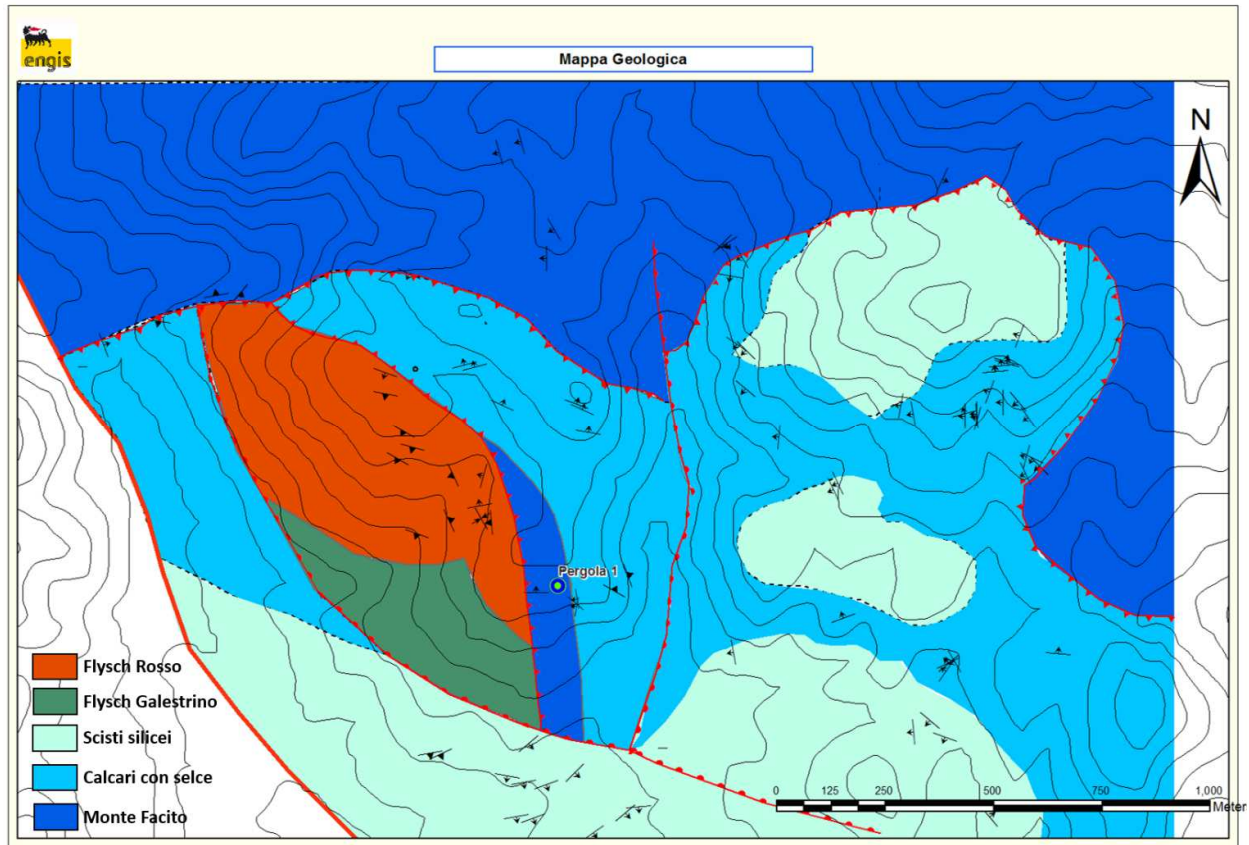 engis
Mappa Geologica
N
Pergola 1
Flysch Rosso
Flysch Galestrino
Scisti silicei
Calcari con selce
Monte Facito
0 125 250 500 750 1,000
Meter